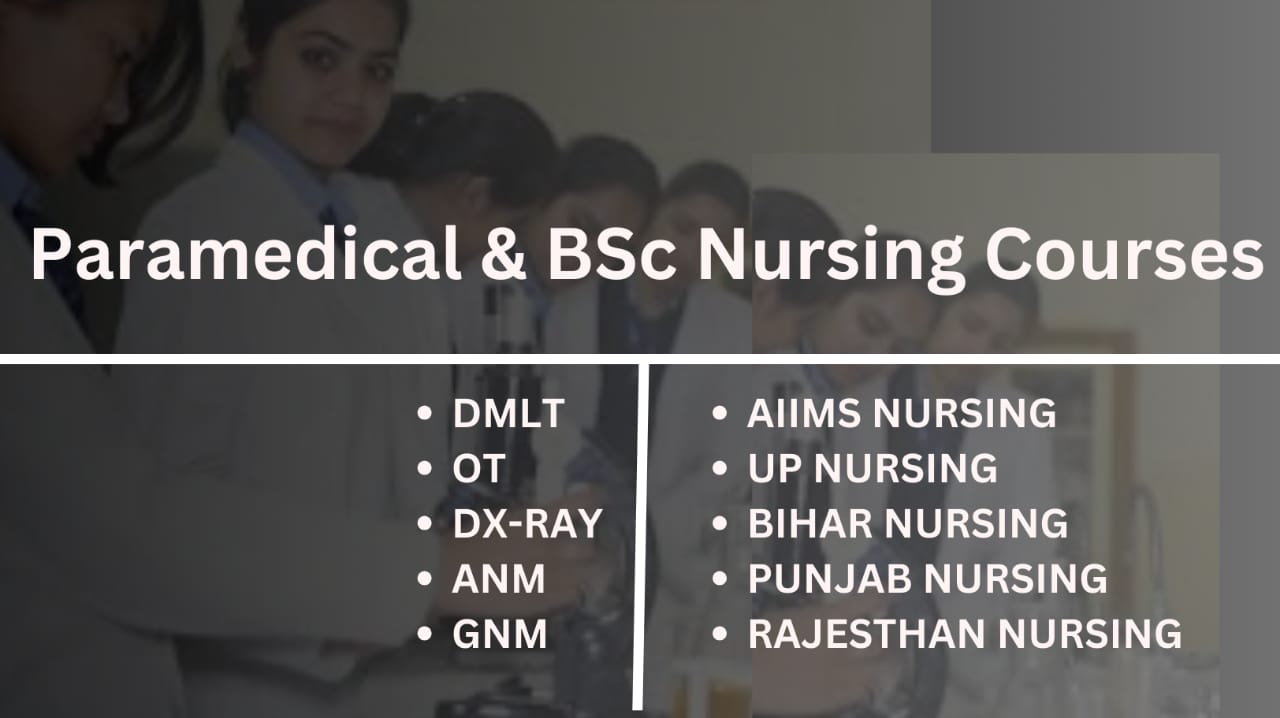 Paramedical & BSc Nursing Courses
• DMLT
• OT
• DX-RAY
• ANM
• GNM
• AIIMS NURSING
• UP NURSING
• BIHAR NURSING
• PUNJAB NURSING
• RAJESTHAN NURSING